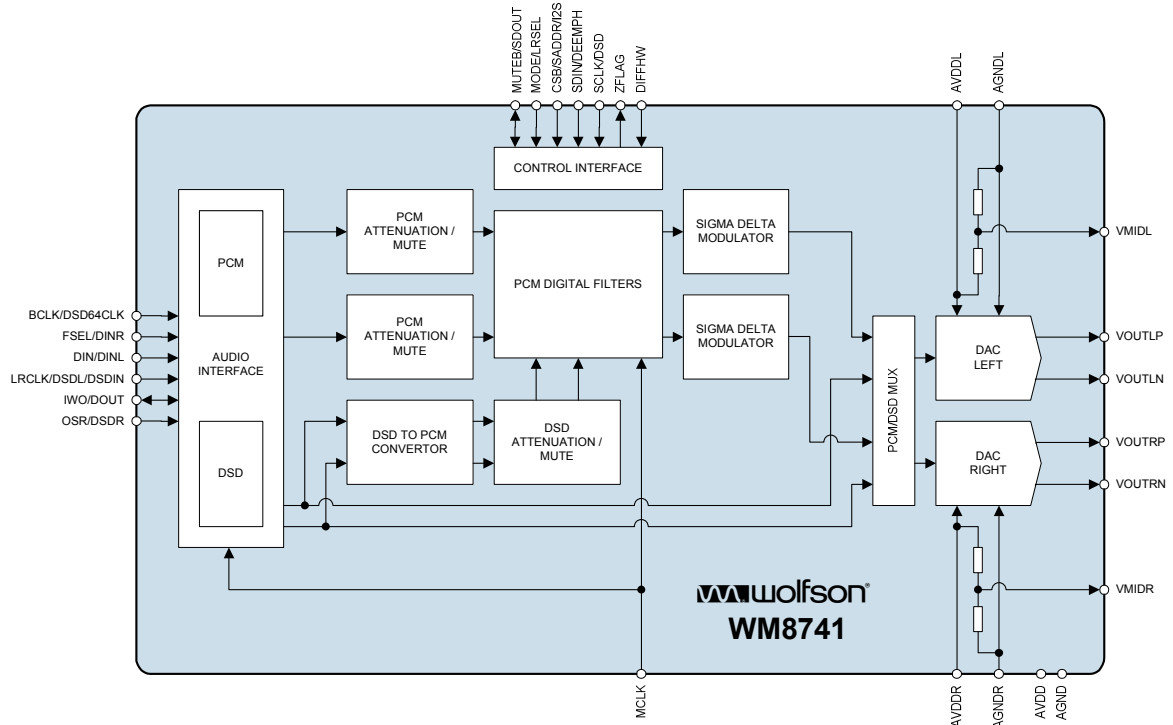 MUTEB/SDOUT
MODE/LRSEL
CSB/SADDR/I2S
SDIN/DEEMPH
SCLK/DSD
ZFLAG
DIFFHW
AVDDL
AGNDL
CONTROL INTERFACE
PCM
PCM
ATTENUATION /
MUTE
PCM DIGITAL FILTERS
SIGMA DELTA
MODULATOR
VMIDL
BCLK/DSD64CLK
FSEL/DINR
DIN/DINL
LRCLK/DSDL/DSDIN
IWO/DOUT
OSR/DSDR
AUDIO
INTERFACE
PCM
ATTENUATION /
MUTE
SIGMA DELTA
MODULATOR
PCM/DSD MUX
DAC
LEFT
VOUTLP
VOUTLN
DSD
DSD TO PCM
CONVERTOR
DSD
ATTENUATION /
MUTE
DAC
RIGHT
VOUTRP
VOUTRN
wolfson®
WM8741
VMIDR
MCLK
AVDDR
AGNDR
AVDD
AGND